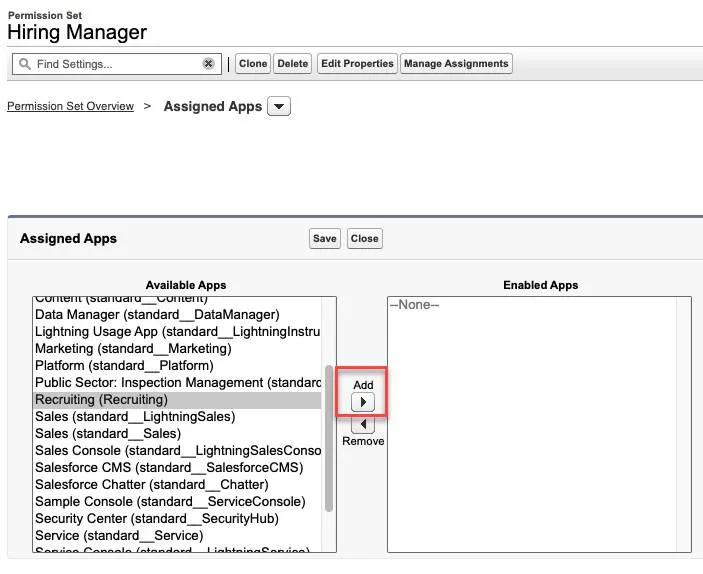 Permission Set
Hiring Manager
Find Settings... Clone Delete Edit Properties Manage Assignments
Permission Set Overview > Assigned Apps
Assigned Apps Save Close
Available Apps Enabled Apps
Content (standard__Content) --None--
Data Manager (standard__DataManager)
Lightning Usage App (standard__LightningInstru
Marketing (standard__Marketing)
Platform (standard__Platform)
Public Sector: Inspection Management (standard
Add
Recruiting (Recruiting)
Sales (standard__LightningSales)
Sales (standard__Sales)
Remove
Sales Console (standard__LightningSalesConso
Salesforce CMS (standard__SalesforceCMS)
Salesforce Chatter (standard__Chatter)
Sample Console (standard__ServiceConsole)
Security Center (standard__SecurityHub)
Service (standard__Service)
Service Console (standard__LightningService)